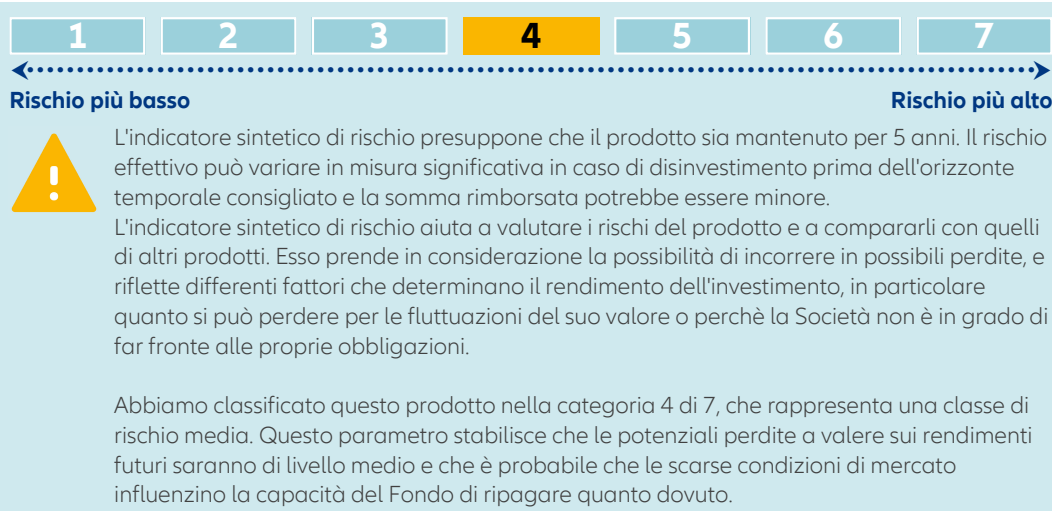 1 2 3 4 5 6 7
Rischio più basso Rischio più alto
L'indicatore sintetico di rischio presuppone che il prodotto sia mantenuto per 5 anni. Il rischio
effettivo può variare in misura significativa in caso di disinvestimento prima dell'orizzonte
temporale consigliato e la somma rimborsata potrebbe essere minore.
L'indicatore sintetico di rischio aiuta a valutare i rischi del prodotto e a compararli con quelli
di altri prodotti. Esso prende in considerazione la possibilità di incorrere in possibili perdite, e
riflette differenti fattori che determinano il rendimento dell'investimento, in particolare
quanto si può perdere per le fluttuazioni del suo valore o perchè la Società non è in grado di
far fronte alle proprie obbligazioni.
Abbiamo classificato questo prodotto nella categoria 4 di 7, che rappresenta una classe di
rischio media. Questo parametro stabilisce che le potenziali perdite a valere sui rendimenti
futuri saranno di livello medio e che è probabile che le scarse condizioni di mercato
influenzino la capacità del Fondo di ripagare quanto dovuto.